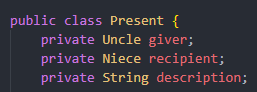 public class Present {
    private Uncle giver;
    private Niece recipient;
    private String description;